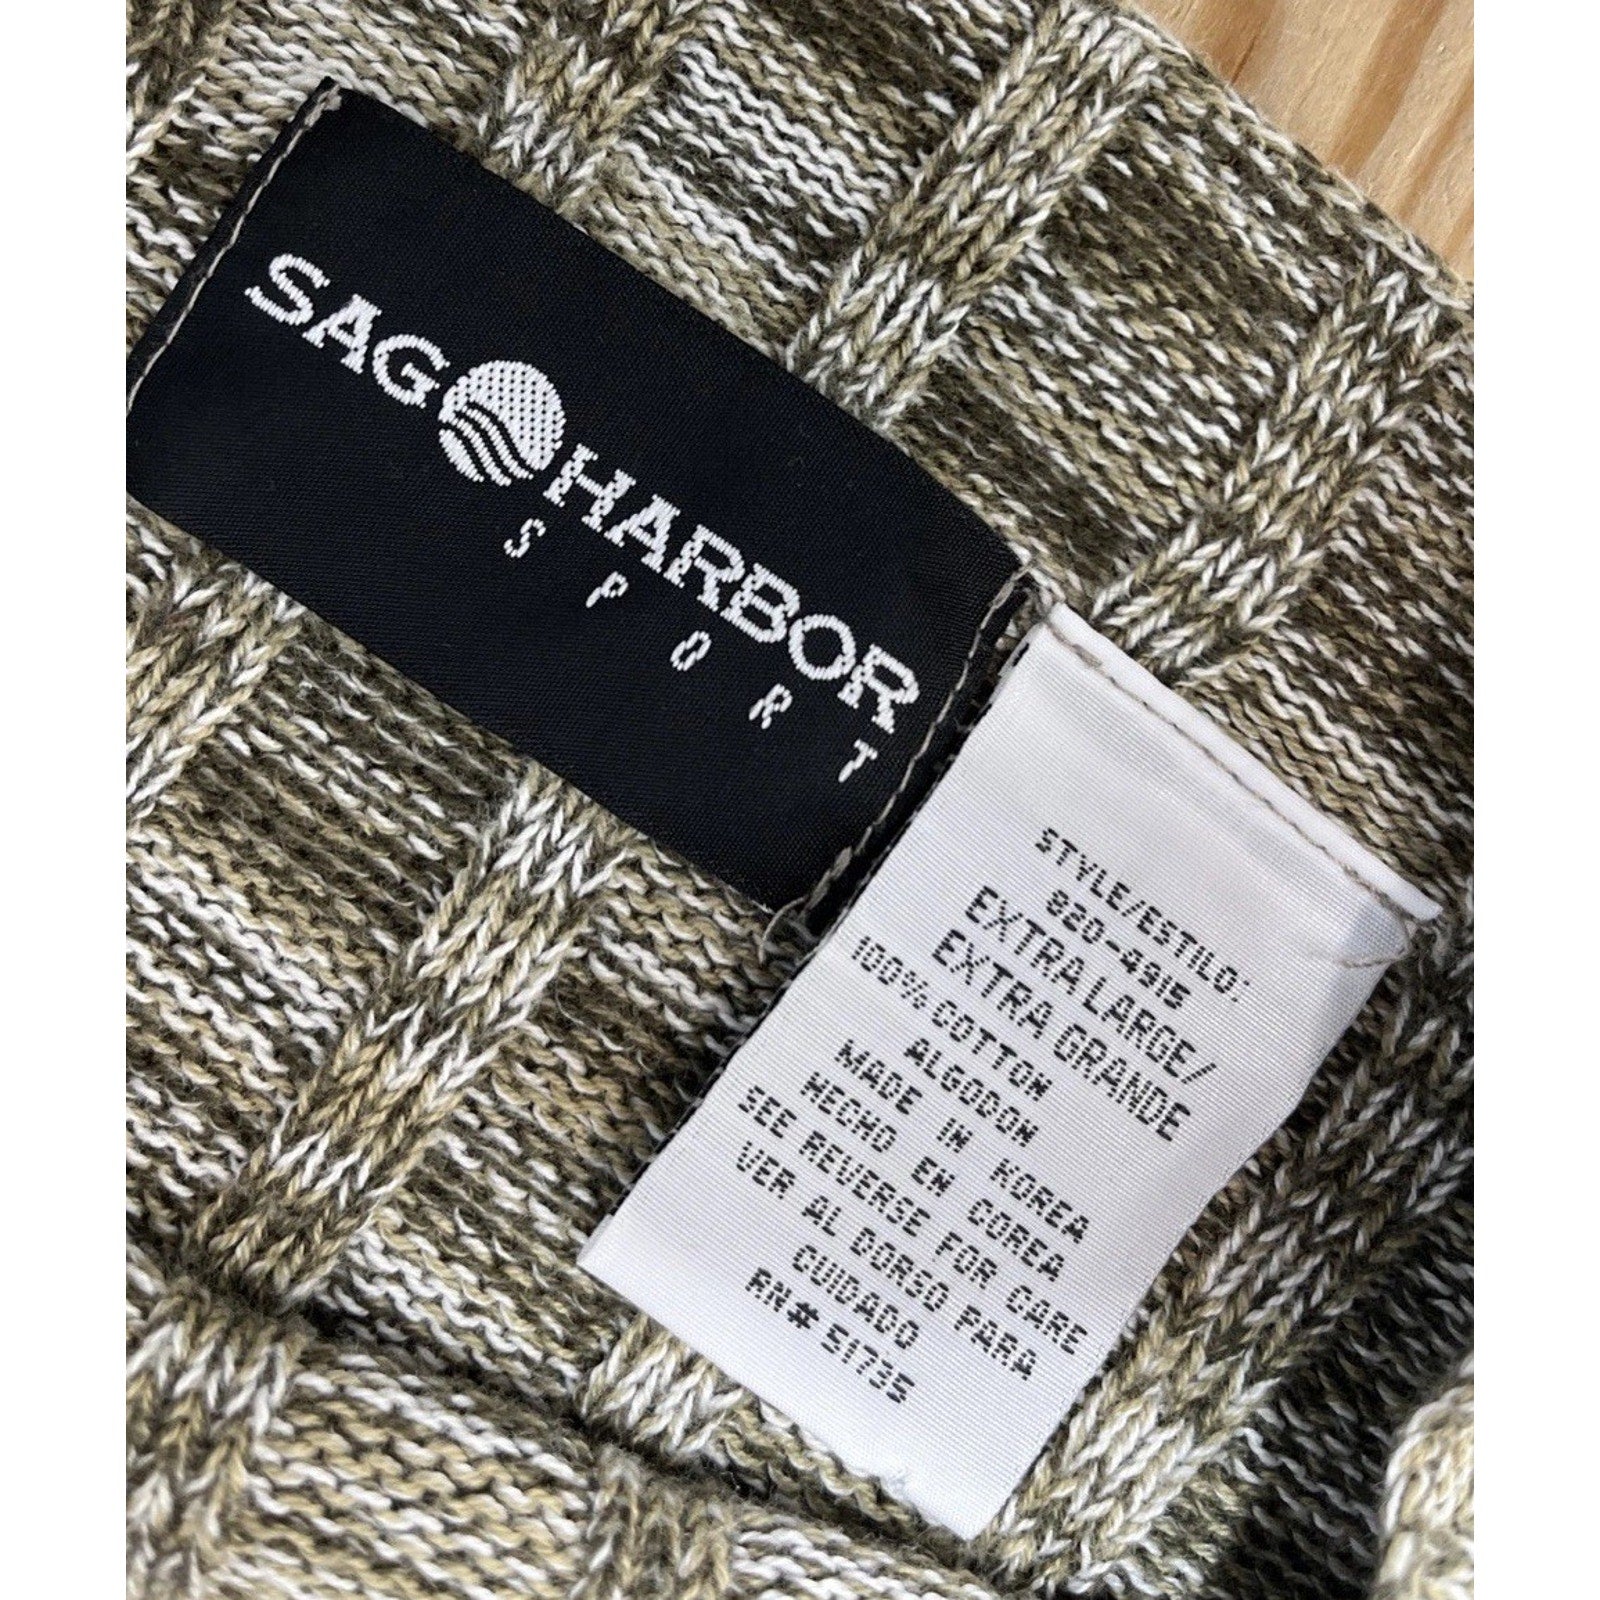 SAG HARBOR
SPORT
STYLE/ESTILO:
820-4915
EXTRA LARGE/
EXTRA GRANDE
100% COTTON
ALGODON
MADE IN KOREA
HECHO EN COREA
SEE REVERSE FOR CARE
VER AL DORSO PARA
CUIDADO
RN# 51735